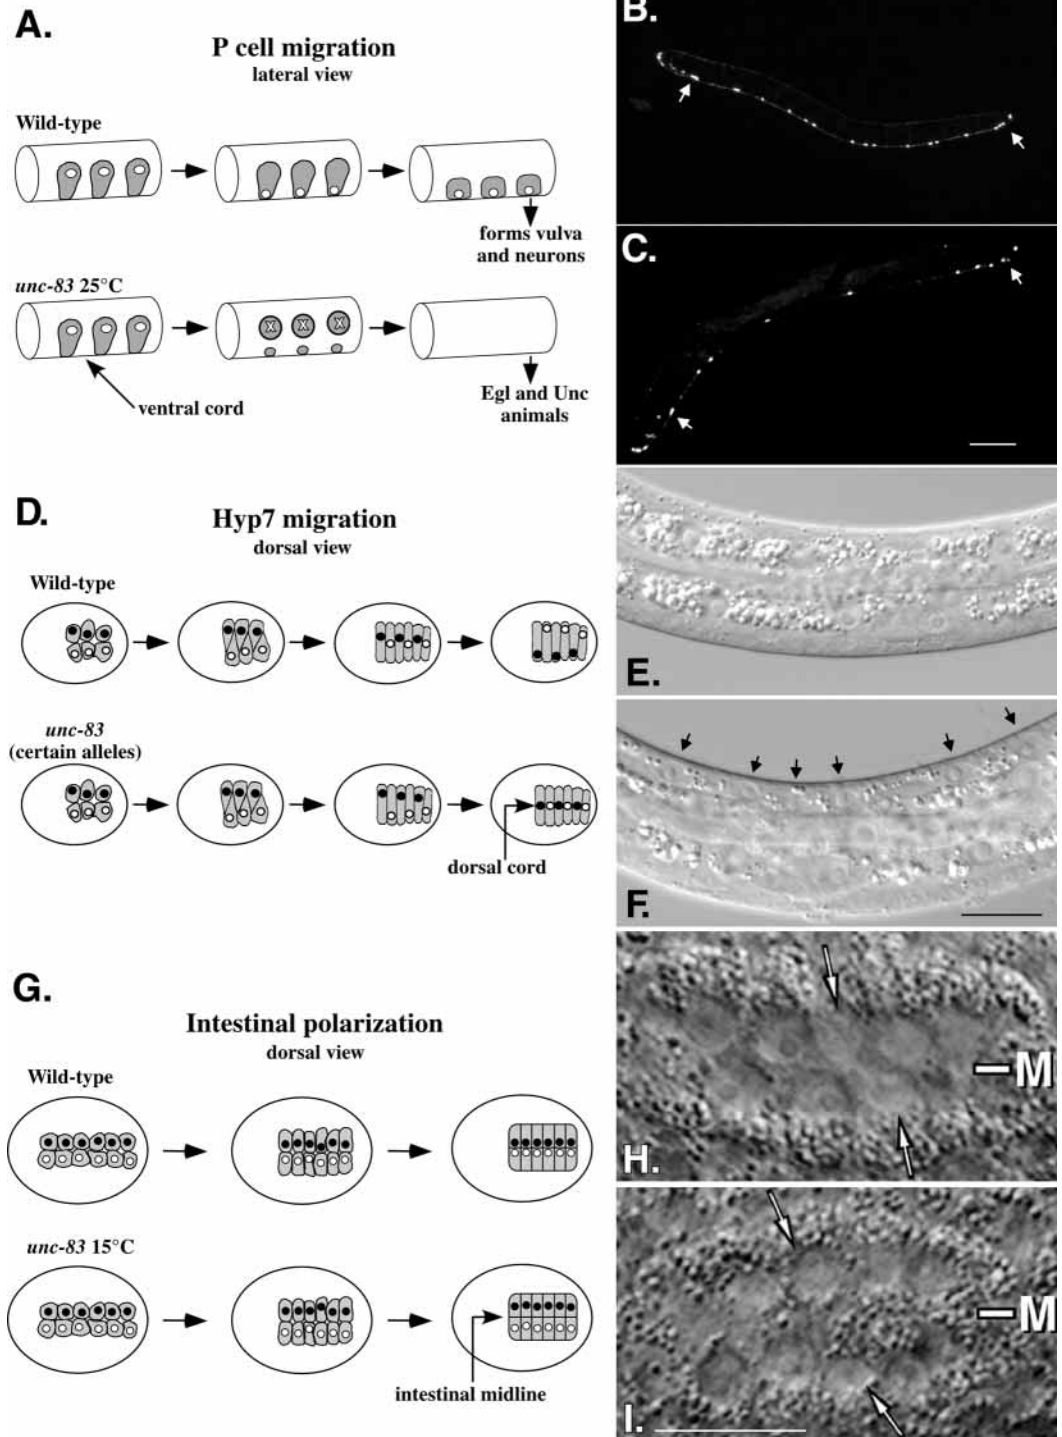 A.
P cell migration
lateral view
Wild-type
forms vulva
and neurons
unc-83 25°C
X X X
ventral cord
Egl and Unc
animals
B.
C.
D.
Hyp7 migration
dorsal view
Wild-type
unc-83
(certain alleles)
dorsal cord
E.
F.
G.
Intestinal polarization
dorsal view
Wild-type
unc-83 15°C
intestinal midline
M
H.
M
I.